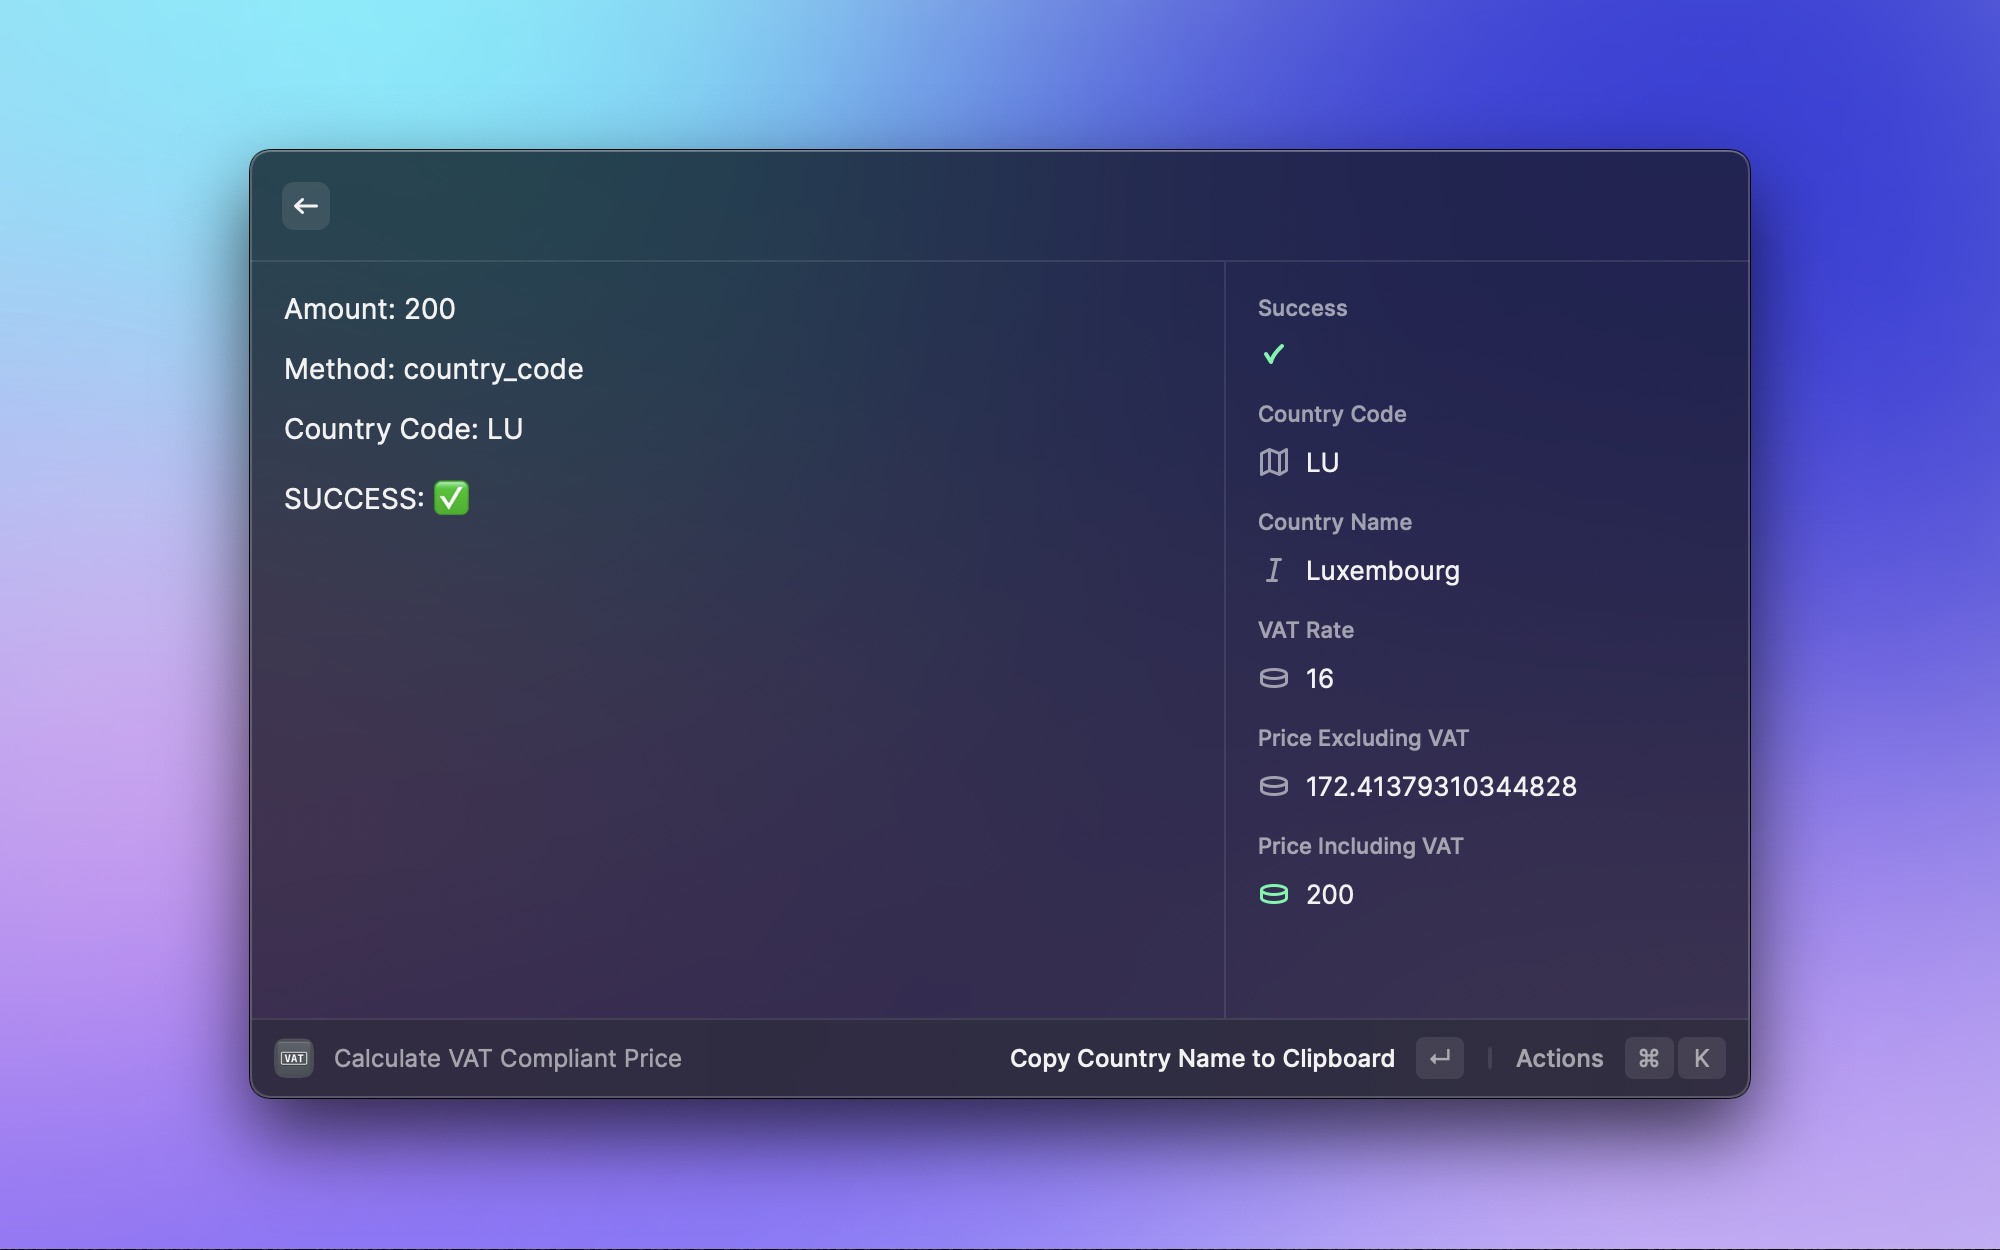 Amount: 200
Method: country_code
Country Code: LU
SUCCESS: ✅
Success
Country Code
LU
Country Name
Luxembourg
VAT Rate
16
Price Excluding VAT
172.41379310344828
Price Including VAT
200
VAT Calculate VAT Compliant Price
Copy Country Name to Clipboard ↵ | Actions ⌘ K